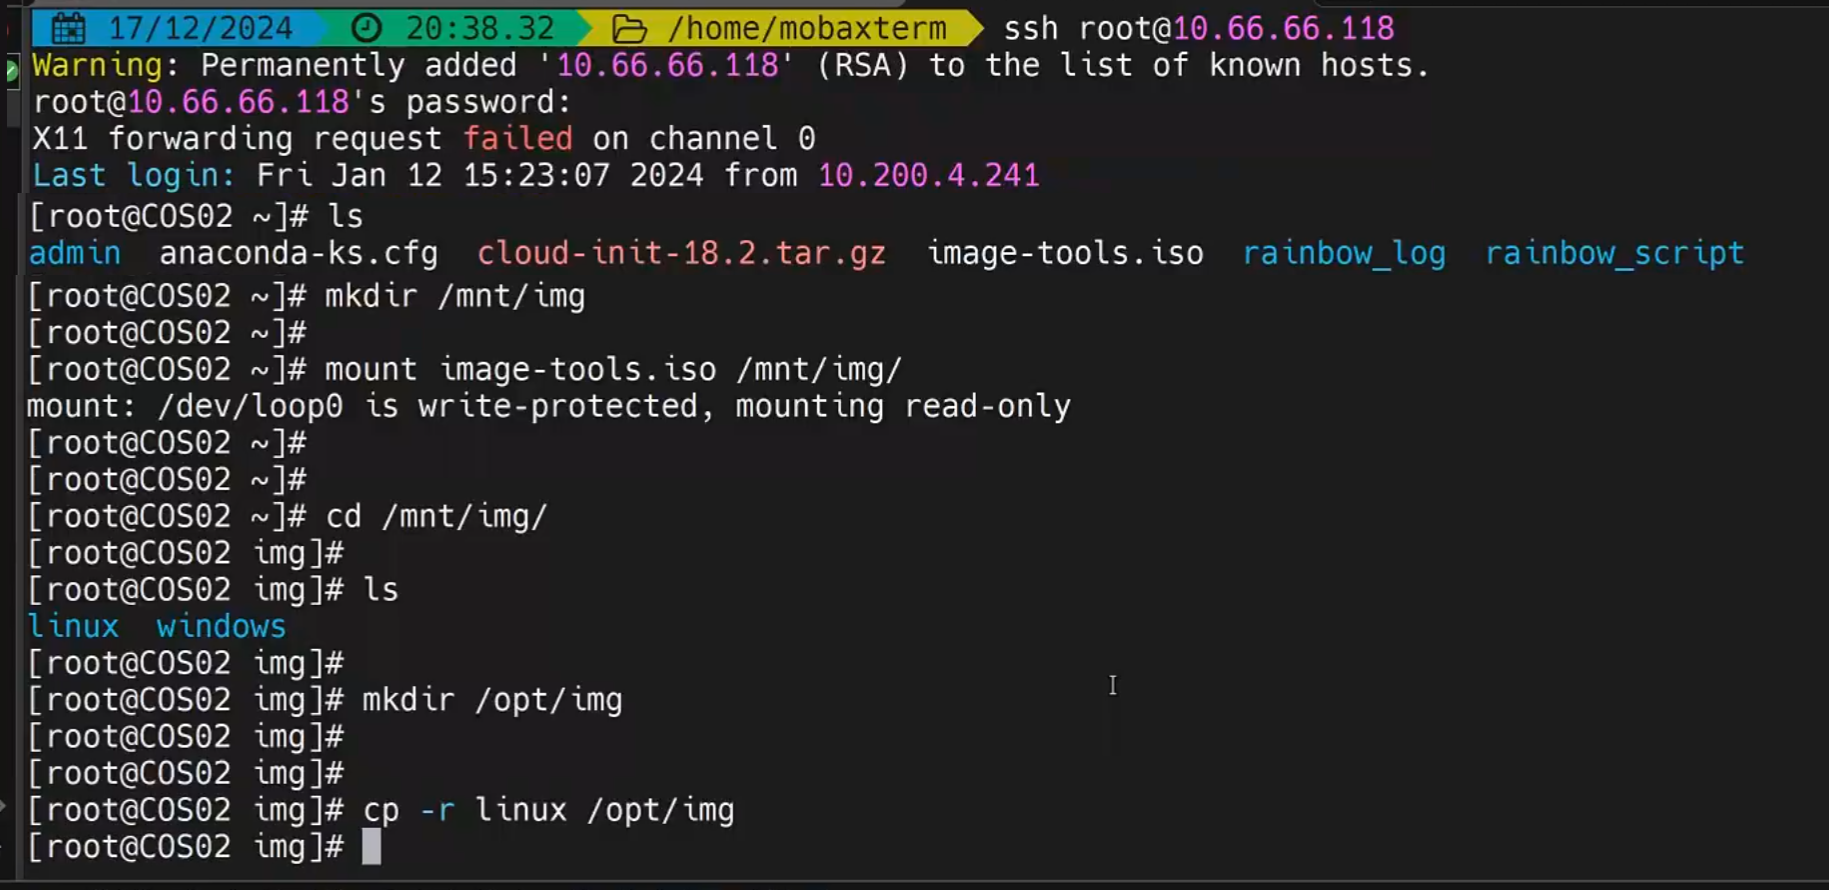 17/12/2024 20:38.32 /home/mobaxterm ssh root@10.66.66.118
Warning: Permanently added '10.66.66.118' (RSA) to the list of known hosts.
root@10.66.66.118's password:
X11 forwarding request failed on channel 0
Last login: Fri Jan 12 15:23:07 2024 from 10.200.4.241
[root@COS02 ~]# ls
admin anaconda-ks.cfg cloud-init-18.2.tar.gz image-tools.iso rainbow_log rainbow_script
[root@COS02 ~]# mkdir /mnt/img
[root@COS02 ~]#
[root@COS02 ~]# mount image-tools.iso /mnt/img/
mount: /dev/loop0 is write-protected, mounting read-only
[root@COS02 ~]#
[root@COS02 ~]#
[root@COS02 ~]# cd /mnt/img/
[root@COS02 img]#
[root@COS02 img]# ls
linux windows
[root@COS02 img]#
[root@COS02 img]# mkdir /opt/img
[root@COS02 img]#
[root@COS02 img]#
[root@COS02 img]# cp -r linux /opt/img
[root@COS02 img]#